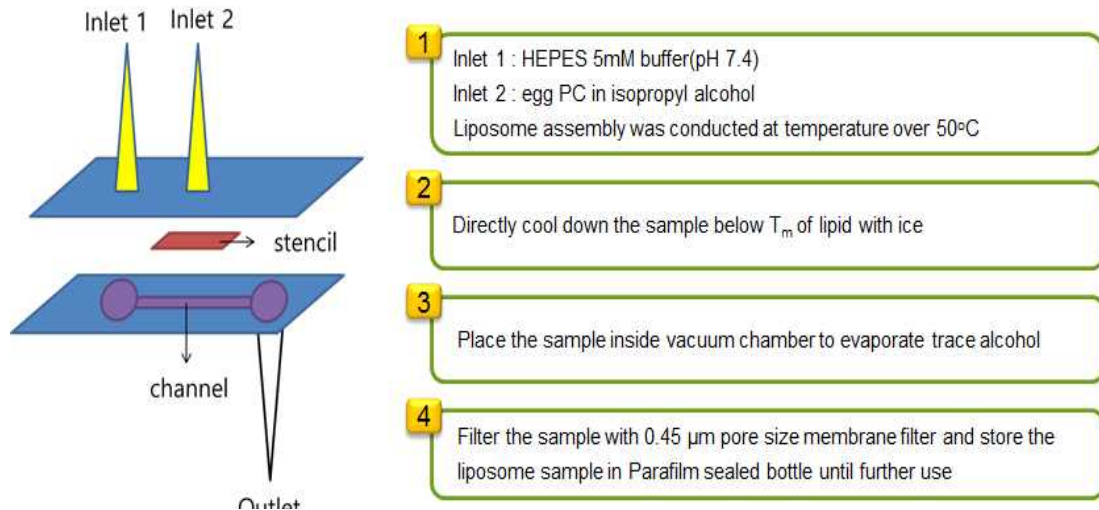 Inlet 1 Inlet 2
stencil
channel
Outlet
1
Inlet 1 : HEPES 5mM buffer(pH 7.4)
Inlet 2 : egg PC in isopropyl alcohol
Liposome assembly was conducted at temperature over 50°C
2
Directly cool down the sample below Tm of lipid with ice
3
Place the sample inside vacuum chamber to evaporate trace alcohol
4
Filter the sample with 0.45 µm pore size membrane filter and store the
liposome sample in Parafilm sealed bottle until further use